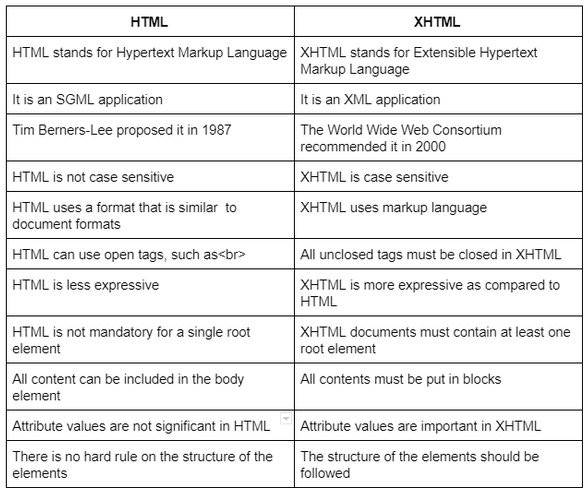 HTML
XHTML
HTML stands for Hypertext Markup Language
XHTML stands for Extensible Hypertext
Markup Language
It is an SGML application
It is an XML application
Tim Berners-Lee proposed it in 1987
The World Wide Web Consortium
recommended it in 2000
HTML is not case sensitive
XHTML is case sensitive
HTML uses a format that is similar  to
document formats
XHTML uses markup language
HTML can use open tags, such as<br>
All unclosed tags must be closed in XHTML
HTML is less expressive
XHTML is more expressive as compared to
HTML
HTML is not mandatory for a single root
element
XHTML documents must contain at least one
root element
All content can be included in the body
element
All contents must be put in blocks
Attribute values are not significant in HTML
Attribute values are important in XHTML
There is no hard rule on the structure of the
elements
The structure of the elements should be
followed